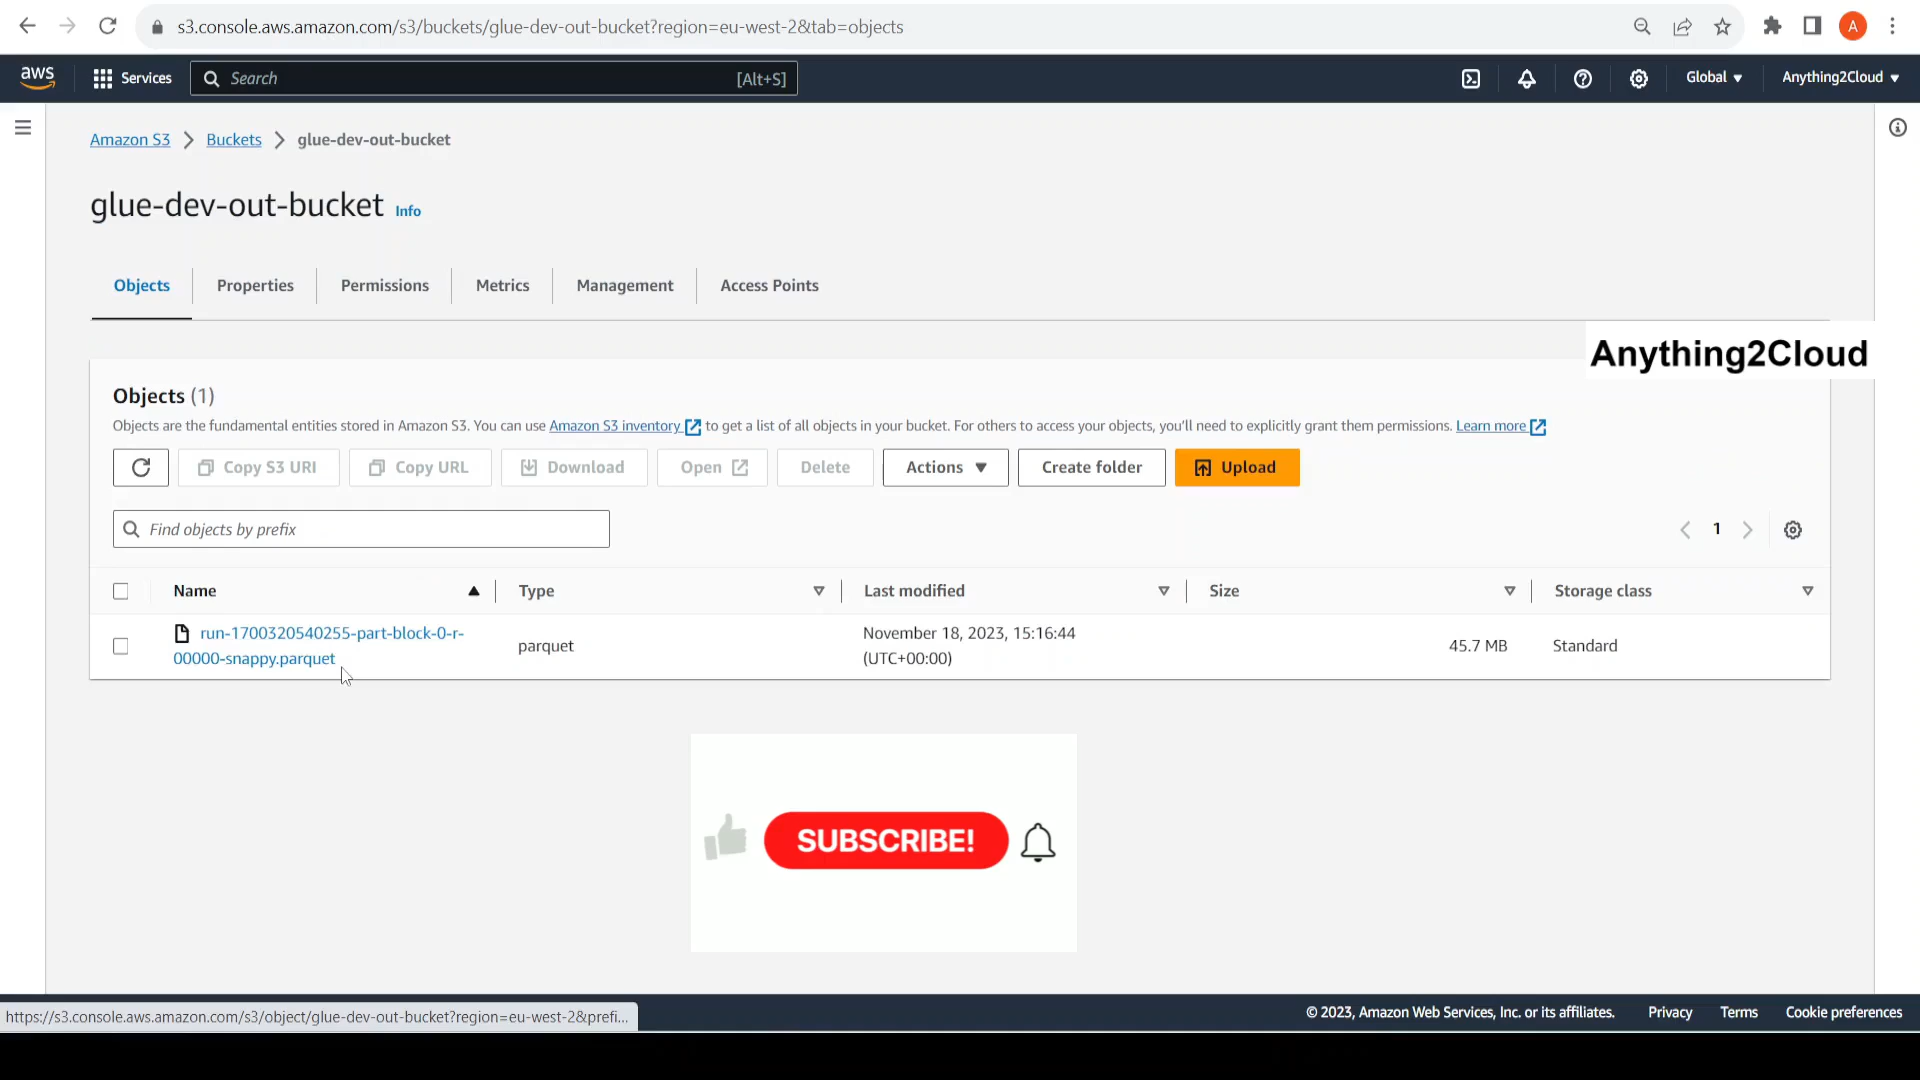 s3.console.aws.amazon.com/s3/buckets/glue-dev-out-bucket?region=eu-west-2&tab=objects
A
aws
Services
Search
[Alt+S]
Global
Anything2Cloud
Amazon S3
Buckets
glue-dev-out-bucket
glue-dev-out-bucket Info
Objects
Properties
Permissions
Metrics
Management
Access Points
Anything2Cloud
Objects (1)
Objects are the fundamental entities stored in Amazon S3. You can use Amazon S3 inventory to get a list of all objects in your bucket. For others to access your objects, you'll need to explicitly grant them permissions. Learn more
Copy S3 URI
Copy URL
Download
Open
Delete
Actions
Create folder
Upload
Find objects by prefix
1
Name
Type
Last modified
Size
Storage class
run-1700320540255-part-block-0-r-
00000-snappy.parquet
parquet
November 18, 2023, 15:16:44
(UTC+00:00)
45.7 MB
Standard
SUBSCRIBE!
https://s3.console.aws.amazon.com/s3/object/glue-dev-out-bucket?region=eu-west-2&prefi...
© 2023, Amazon Web Services, Inc. or its affiliates.
Privacy
Terms
Cookie preferences